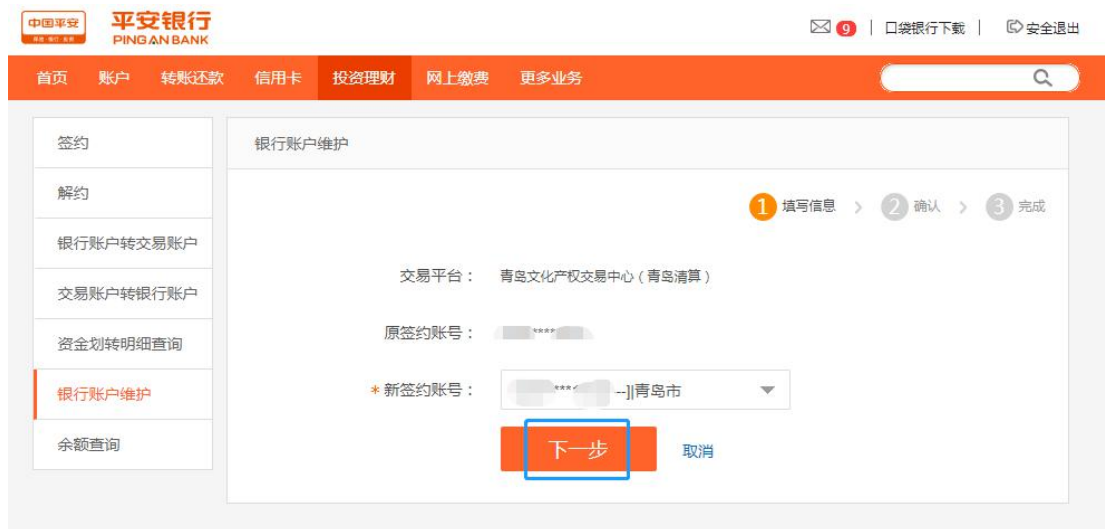 中国平安
平安银行
PINGAN BANK
9 | 口袋银行下载 | 安全退出
首页 账户 转账还款 信用卡 投资理财 网上缴费 更多业务
签约
解约
银行账户转交易账户
交易账户转银行账户
资金划转明细查询
银行账户维护
余额查询
银行账户维护
1 填写信息 > 2 确认 > 3 完成
交易平台： 青岛文化产权交易中心（青岛清算）
原签约账号： ****
*新签约账号： ***--]|青岛市
下一步 取消